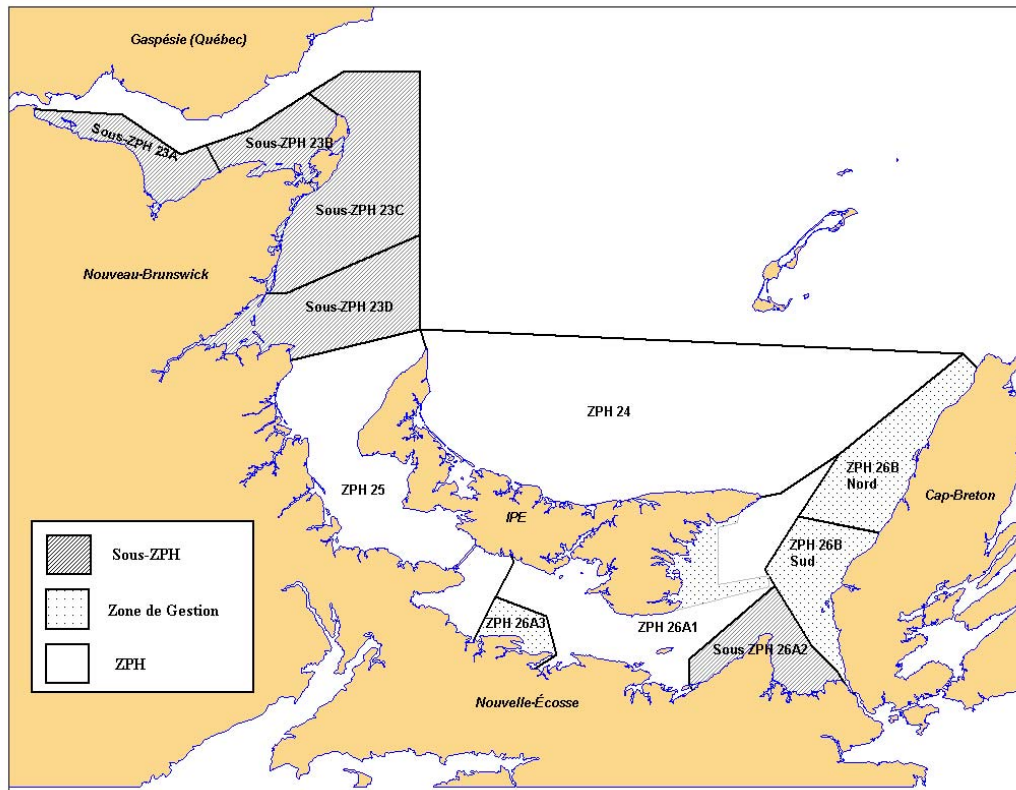 Gaspésie (Québec)
Sous-ZPH 23A
Sous-ZPH 23B
Sous-ZPH 23C
Nouveau-Brunswick
Sous-ZPH 23D
ZPH 24
ZPH 26B
Nord
Cap-Breton
ZPH 25
IPE
ZPH 26B
Sud
Sous-ZPH
Zone de Gestion
ZPH
ZPH 26A3
ZPH 26A1
Sous ZPH 26A2
Nouvelle-Écosse